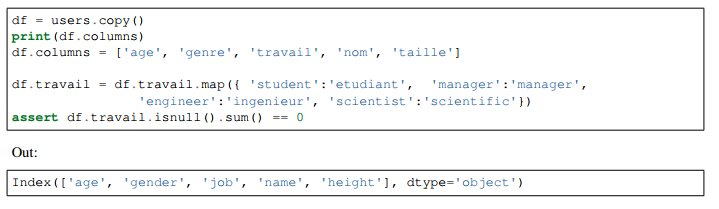 df = users.copy()
print(df.columns)
df.columns = ['age', 'genre', 'travail', 'nom', 'taille']
df.travail = df.travail.map({ 'student':'etudiant', 'manager':'manager',
'engineer':'ingenieur', 'scientist':'scientific'})
assert df.travail.isnull().sum() == 0
Out:
Index(['age', 'gender', 'job', 'name', 'height'], dtype='object')